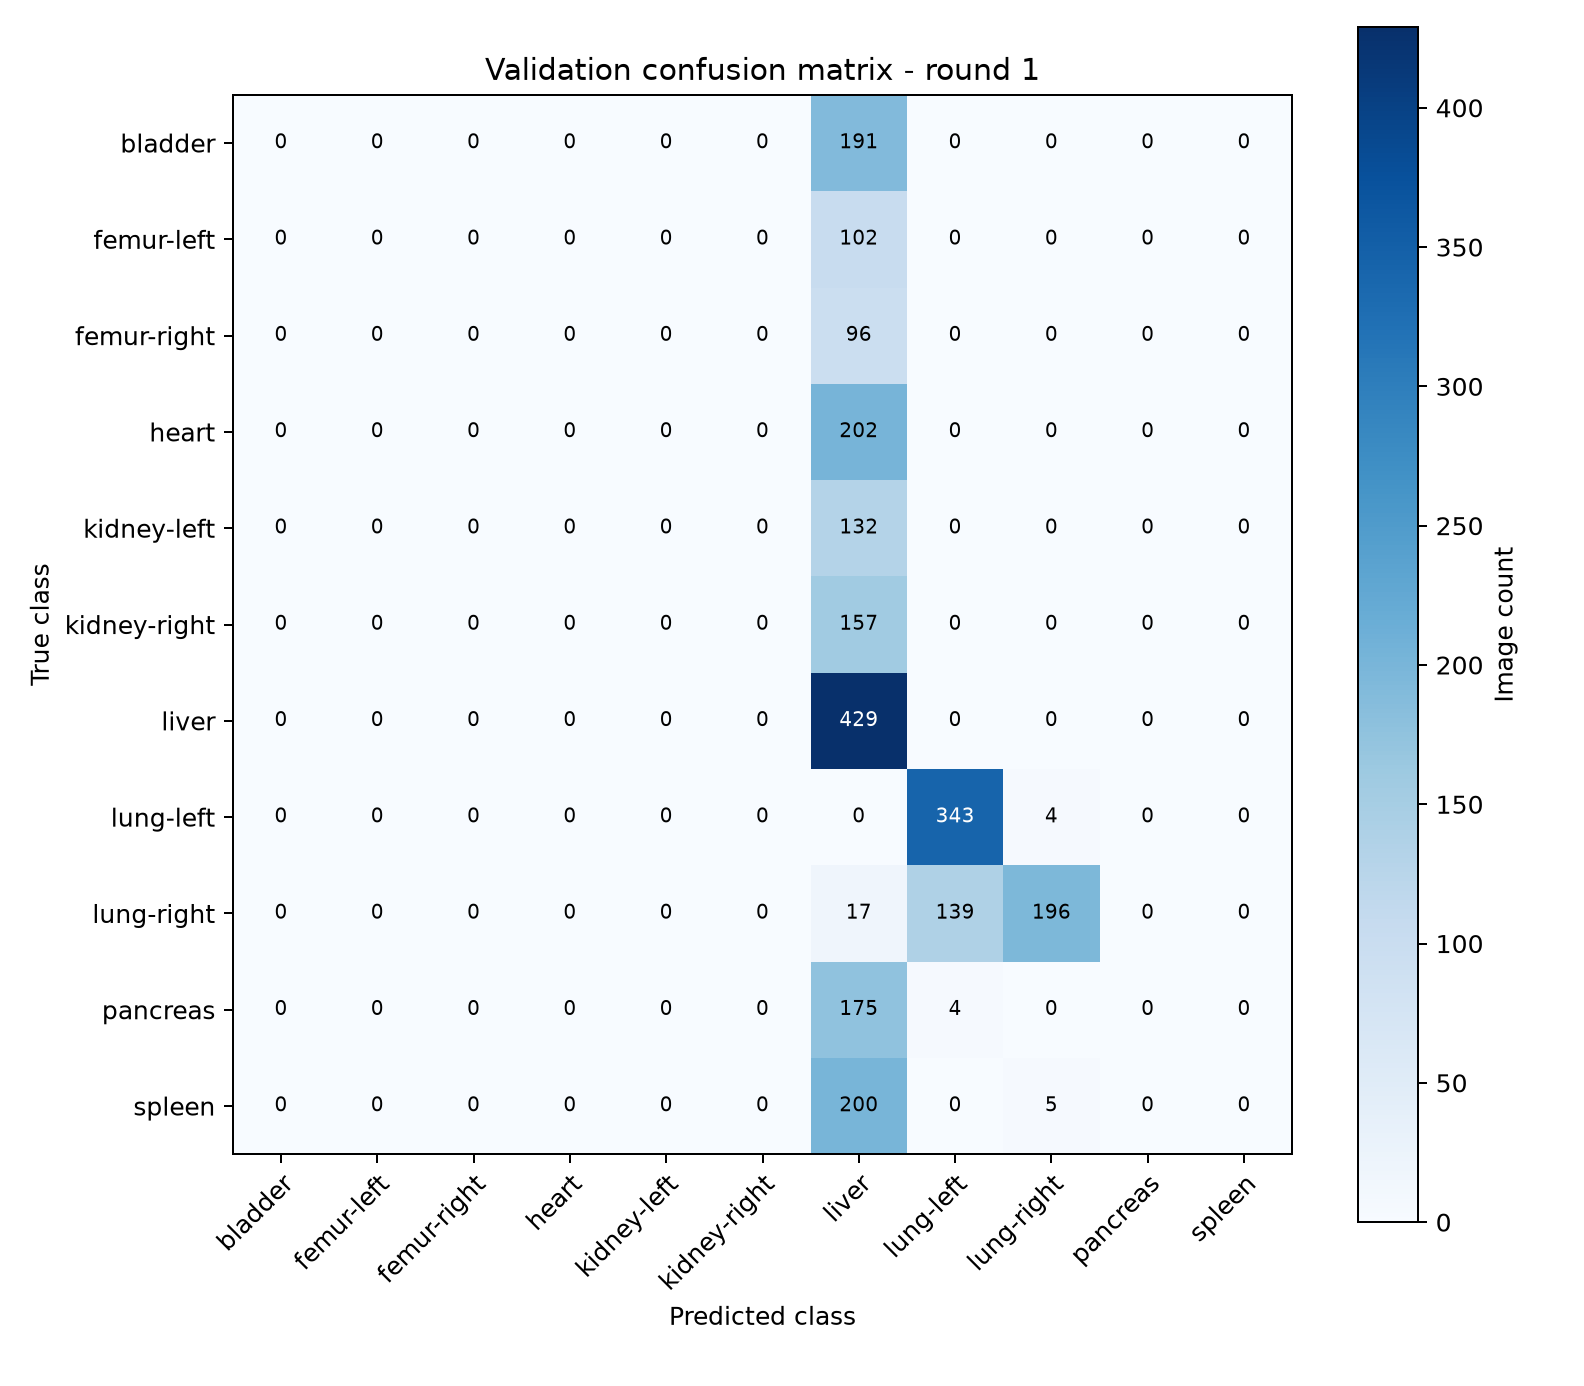 Validation confusion matrix - round 1
True class
bladder 0 0 0 0 0 0 191 0 0 0 0
femur-left 0 0 0 0 0 0 102 0 0 0 0
femur-right 0 0 0 0 0 0 96 0 0 0 0
heart 0 0 0 0 0 0 202 0 0 0 0
kidney-left 0 0 0 0 0 0 132 0 0 0 0
kidney-right 0 0 0 0 0 0 157 0 0 0 0
liver 0 0 0 0 0 0 429 0 0 0 0
lung-left 0 0 0 0 0 0 0 343 4 0 0
lung-right 0 0 0 0 0 0 17 139 196 0 0
pancreas 0 0 0 0 0 0 175 4 0 0 0
spleen 0 0 0 0 0 0 200 0 5 0 0
bladder femur-left femur-right heart kidney-left kidney-right liver lung-left lung-right pancreas spleen
Predicted class
400
350
300
250
200
150
100
50
0
Image count